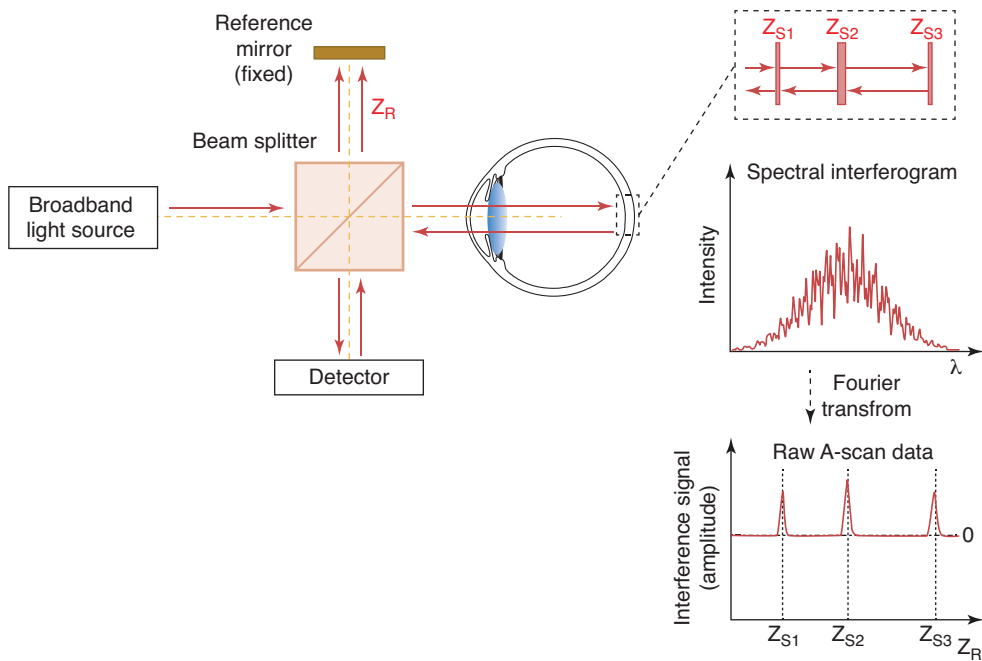 Reference
mirror
(fixed)
Z_R
Beam splitter
Broadband
light source
Detector
Z_S1 Z_S2 Z_S3
Spectral interferogram
Intensity
λ
Fourier
transfrom
Raw A-scan data
Interference signal
(amplitude)
0
Z_S1 Z_S2 Z_S3 Z_R